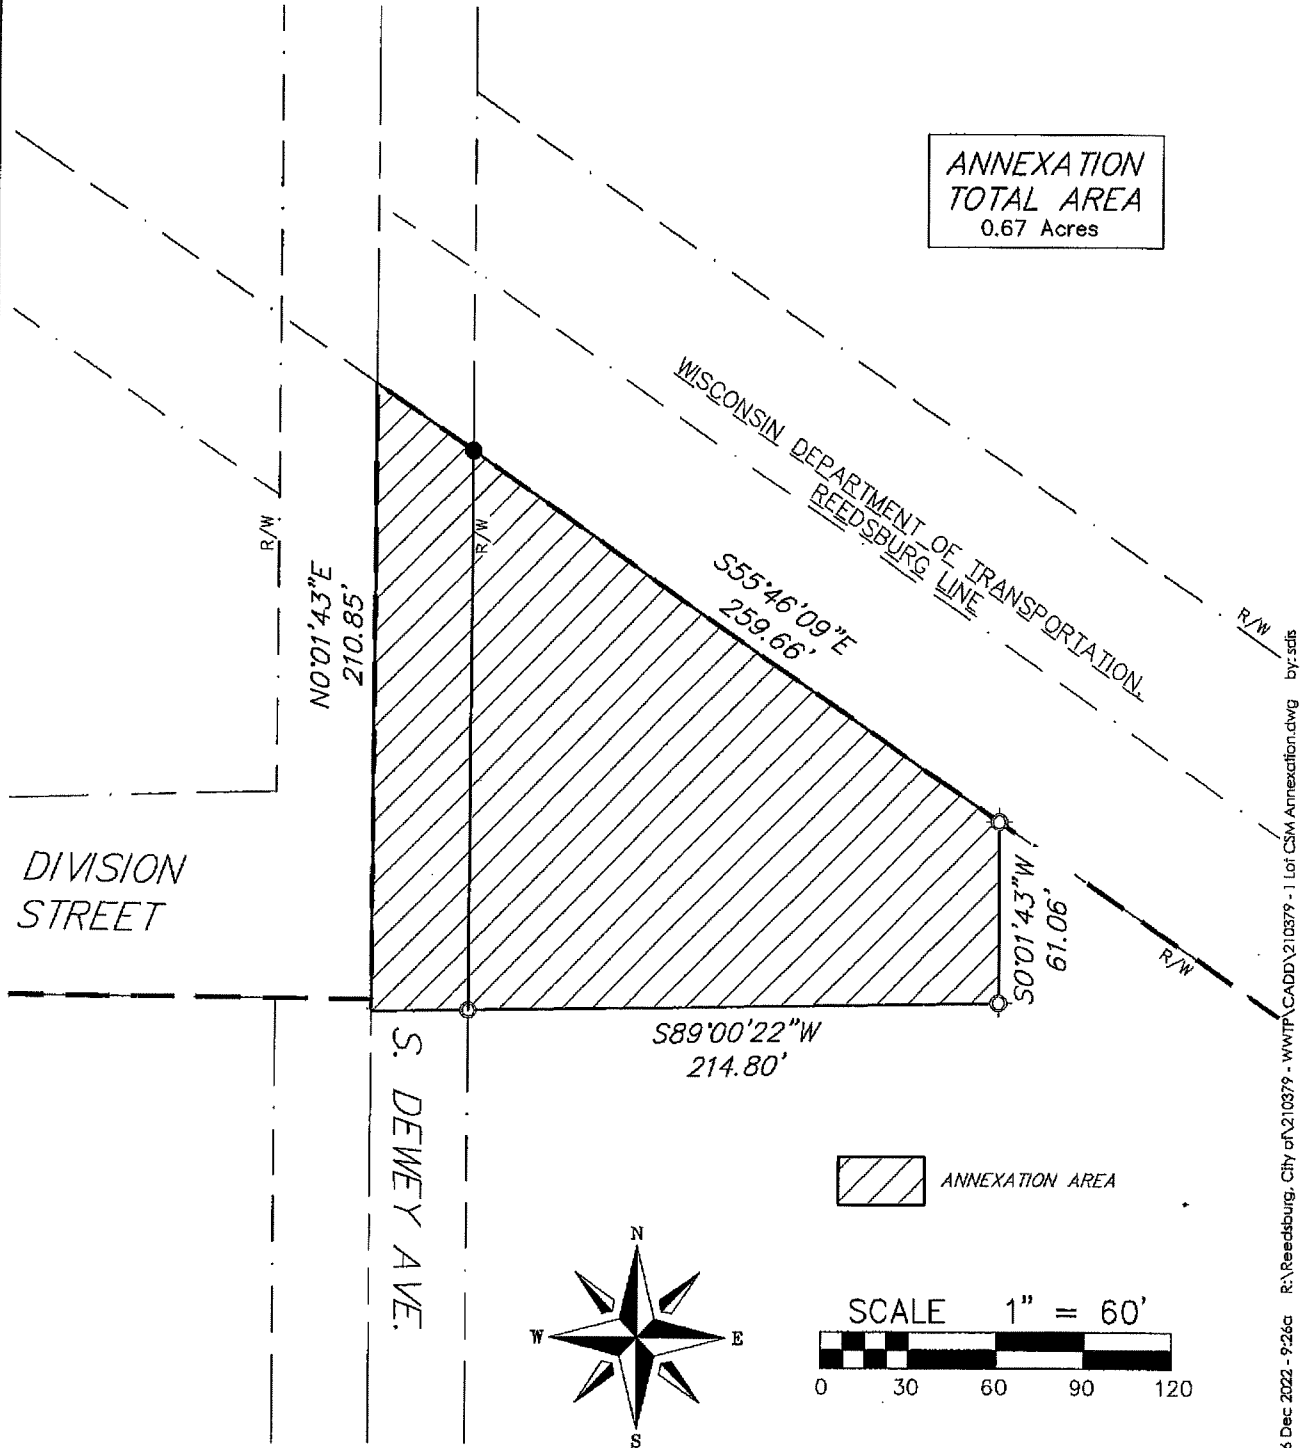 ANNEXATION
TOTAL AREA
0.67 Acres
WISCONSIN DEPARTMENT OF TRANSPORTATION
REEDSBURG LINE
R/W
R/W
R/W
R/W
N0°01'43"E
210.85'
S55°46'09"E
259.66'
S0°01'43"W
61.06'
S89°00'22"W
214.80'
DIVISION
STREET
S. DEWEY AVE.
ANNEXATION AREA
N
W
E
S
SCALE 1" = 60'
0 30 60 90 120
6 Dec 2022 - 9:26a R:\Reedsburg, City of\210379 - WWTP\CADD\210379 - 1 Lot CSM Annexation.dwg by: sdis